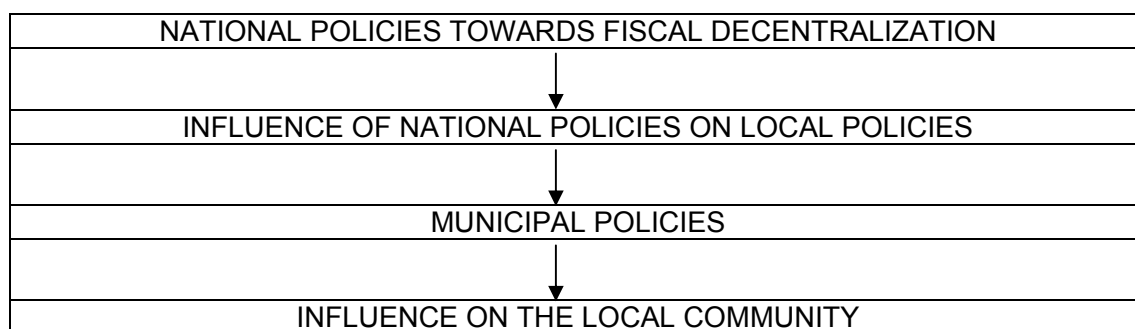 NATIONAL POLICIES TOWARDS FISCAL DECENTRALIZATION
INFLUENCE OF NATIONAL POLICIES ON LOCAL POLICIES
MUNICIPAL POLICIES
INFLUENCE ON THE LOCAL COMMUNITY